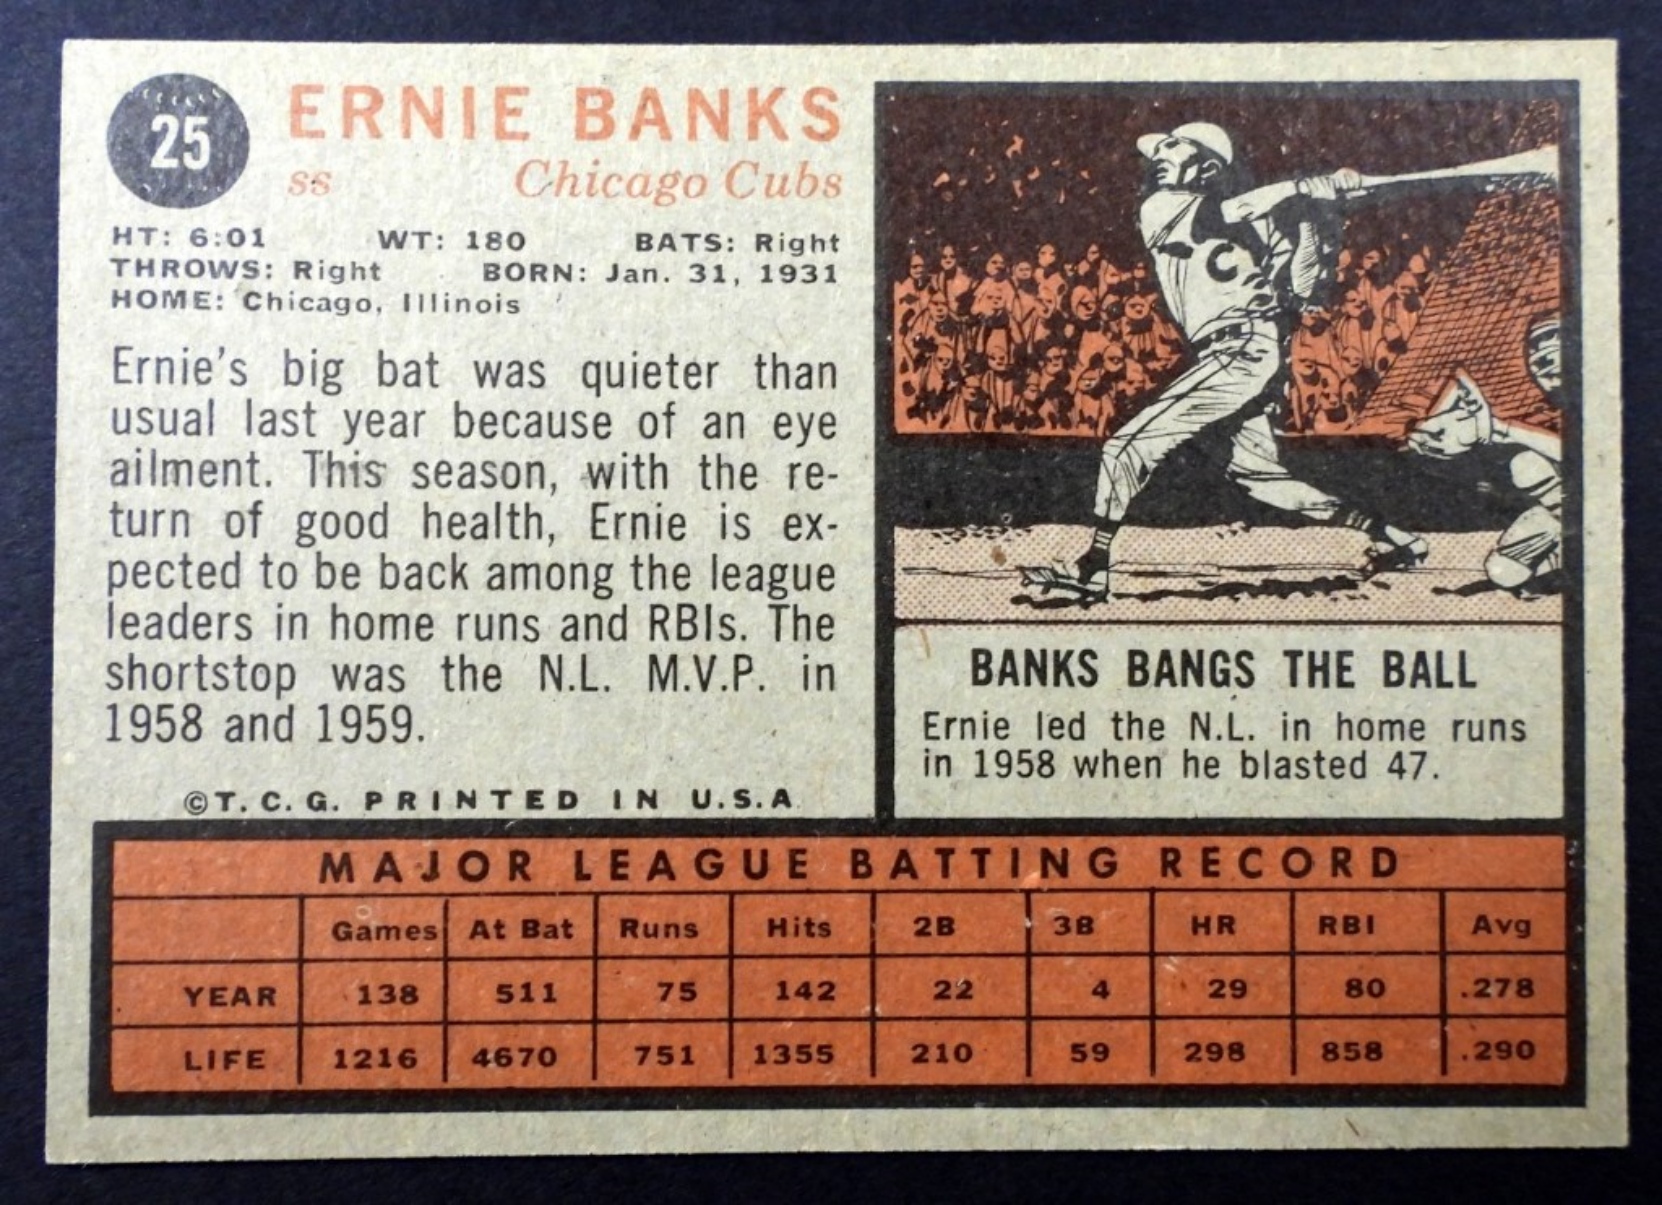 25
ERNIE BANKS
ss Chicago Cubs
HT: 6:01 WT: 180 BATS: Right
THROWS: Right BORN: Jan. 31, 1931
HOME: Chicago, Illinois
Ernie's big bat was quieter than
usual last year because of an eye
ailment. This season, with the re-
turn of good health, Ernie is ex-
pected to be back among the league
leaders in home runs and RBIs. The
shortstop was the N.L. M.V.P. in
1958 and 1959.
©T.C.G. PRINTED IN U.S.A
C
BANKS BANGS THE BALL
Ernie led the N.L. in home runs
in 1958 when he blasted 47.
MAJOR LEAGUE BATTING RECORD
Games At Bat Runs Hits 2B 3B HR RBI Avg
YEAR 138 511 75 142 22 4 29 80 .278
LIFE 1216 4670 751 1355 210 59 298 858 .290